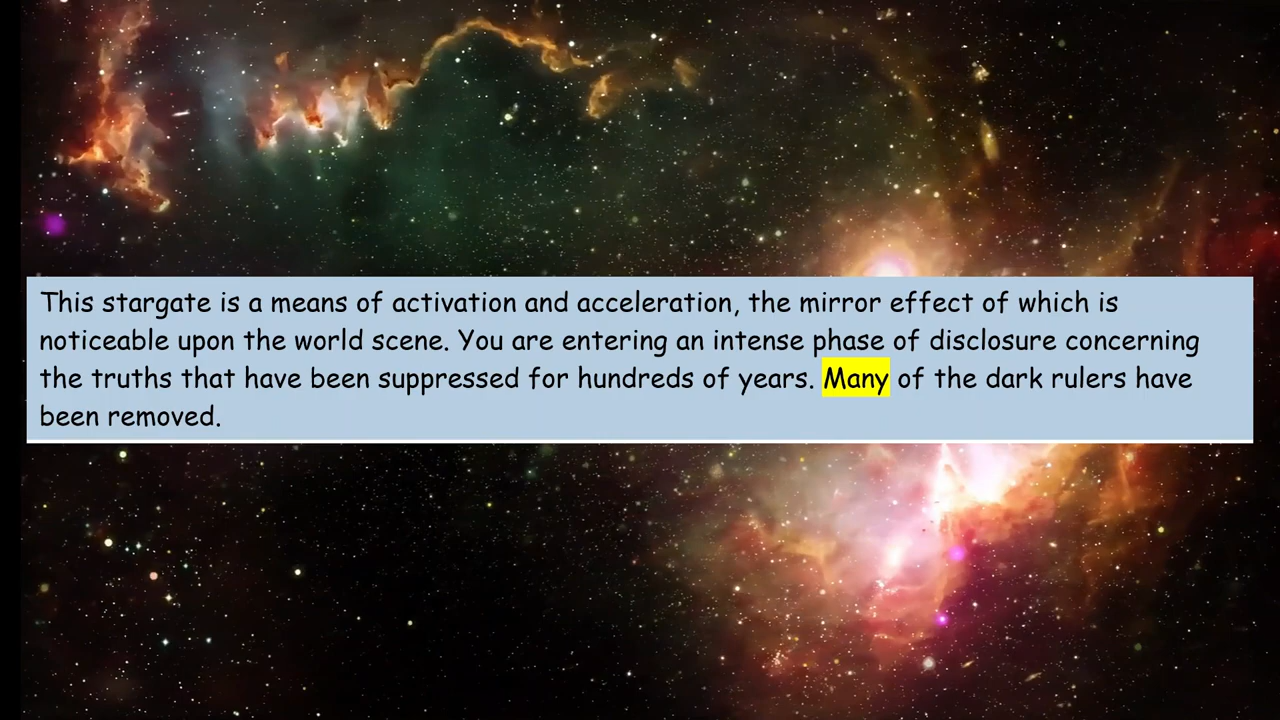 This stargate is a means of activation and acceleration, the mirror effect of which is
noticeable upon the world scene. You are entering an intense phase of disclosure concerning
the truths that have been suppressed for hundreds of years. Many of the dark rulers have
been removed.